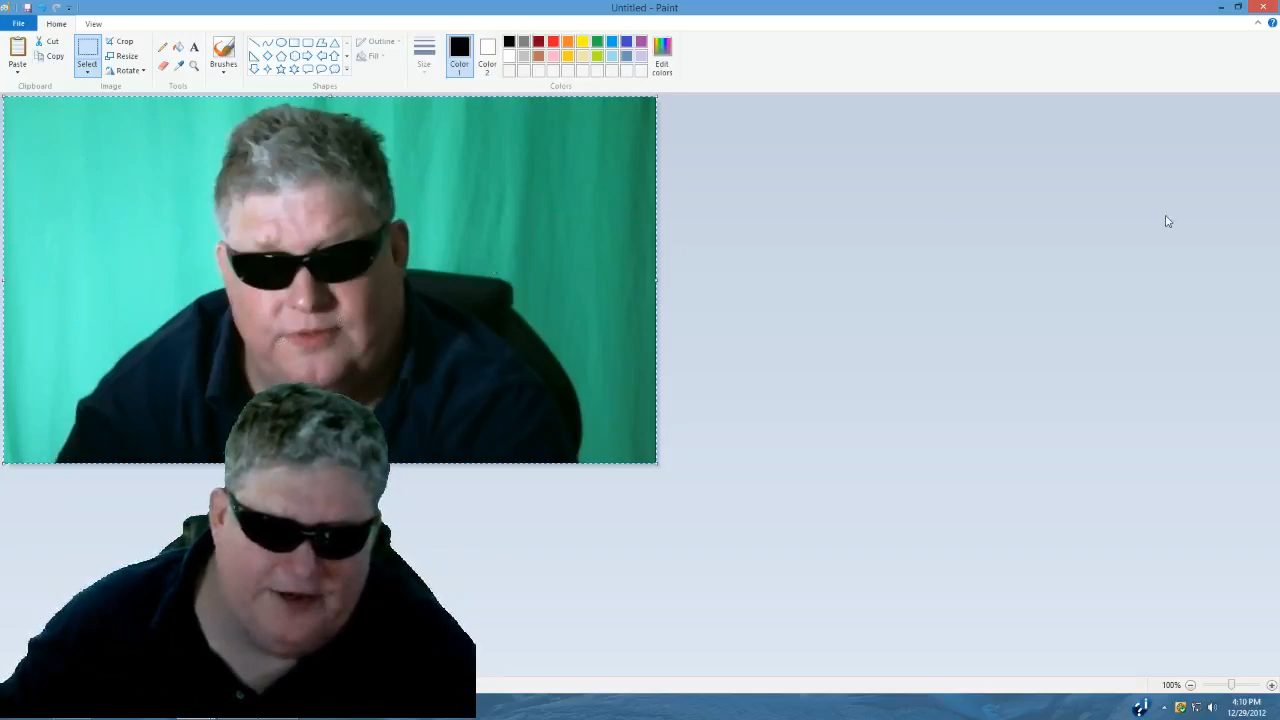 Untitled - Paint
File Home View
Paste
Cut
Copy
Clipboard
Select
Crop
Resize
Rotate
Image
Tools
Brushes
Outline
Fill
Shapes
Size
Color
1
Color
2
Edit
colors
Colors
100%
4:10 PM
12/29/2012